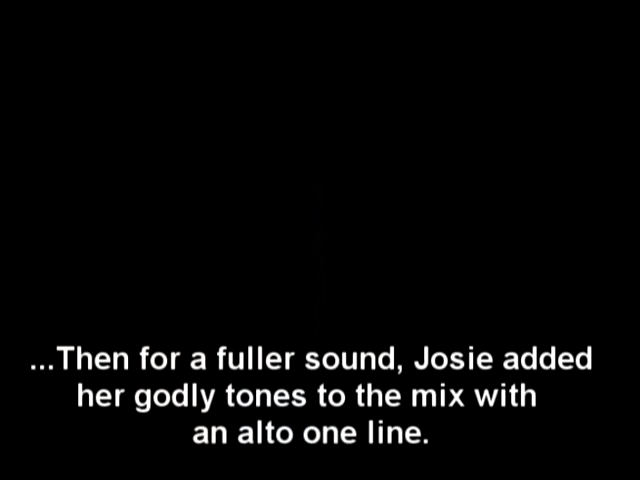 ...Then for a fuller sound, Josie added
her godly tones to the mix with
an alto one line.